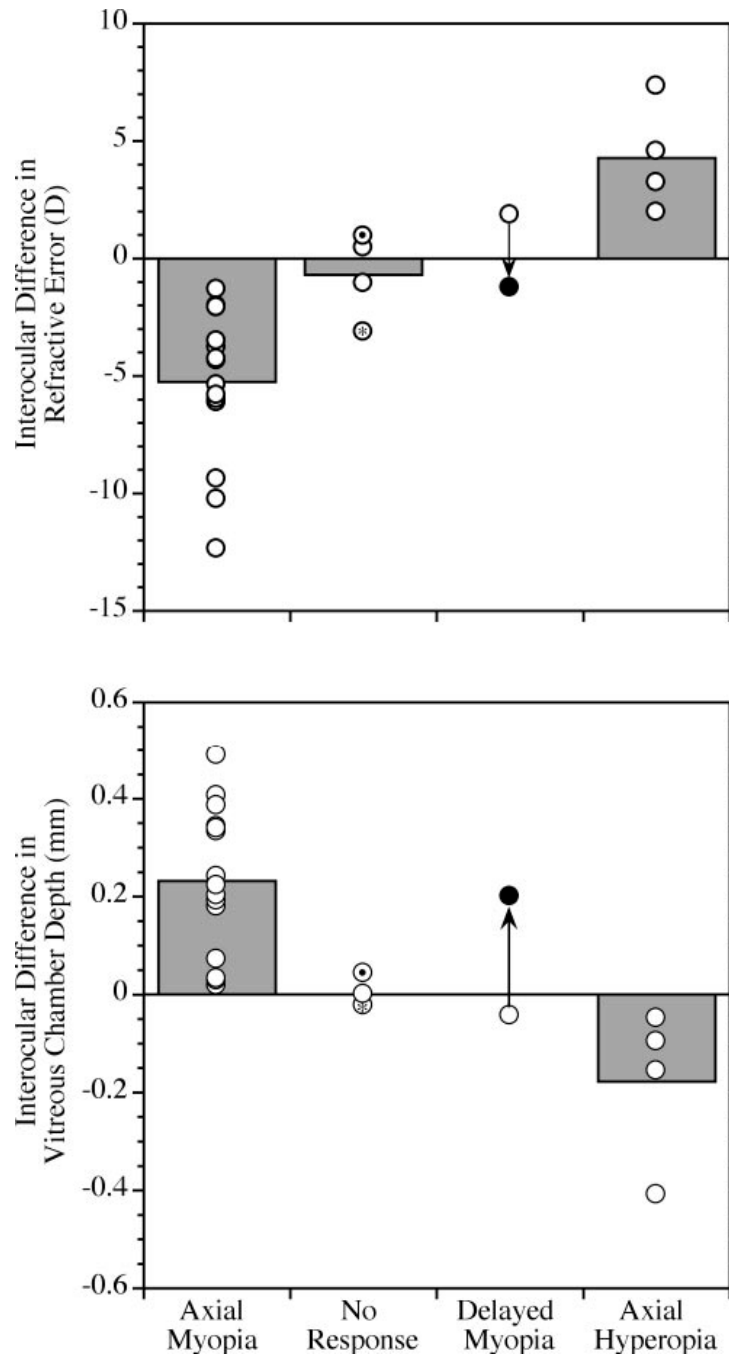 Interocular Difference in
Refractive Error (D)
10
5
0
-5
-10
-15
*
Interocular Difference in
Vitreous Chamber Depth (mm)
0.6
0.4
0.2
0
-0.2
-0.4
-0.6
*
Axial
Myopia
No
Response
Delayed
Myopia
Axial
Hyperopia